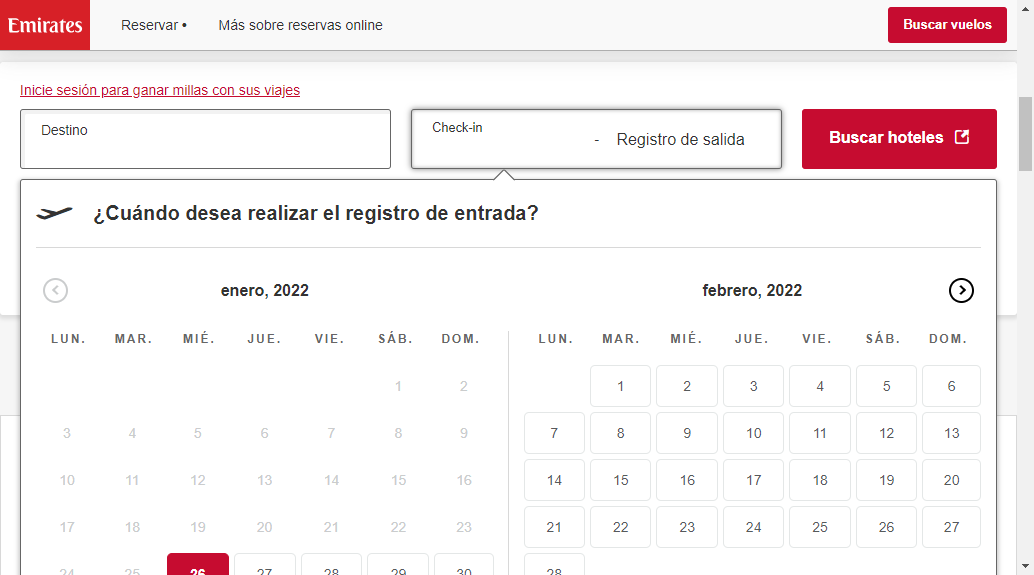 Emirates
Reservar •
Más sobre reservas online
Buscar vuelos
Inicie sesión para ganar millas con sus viajes
Destino
Check-in
- Registro de salida
Buscar hoteles
¿Cuándo desea realizar el registro de entrada?
enero, 2022
LUN. MAR. MIÉ. JUE. VIE. SÁB. DOM.
1 2
3 4 5 6 7 8 9
10 11 12 13 14 15 16
17 18 19 20 21 22 23
24 25 26 27 28 29 30
febrero, 2022
LUN. MAR. MIÉ. JUE. VIE. SÁB. DOM.
1 2 3 4 5 6
7 8 9 10 11 12 13
14 15 16 17 18 19 20
21 22 23 24 25 26 27
28